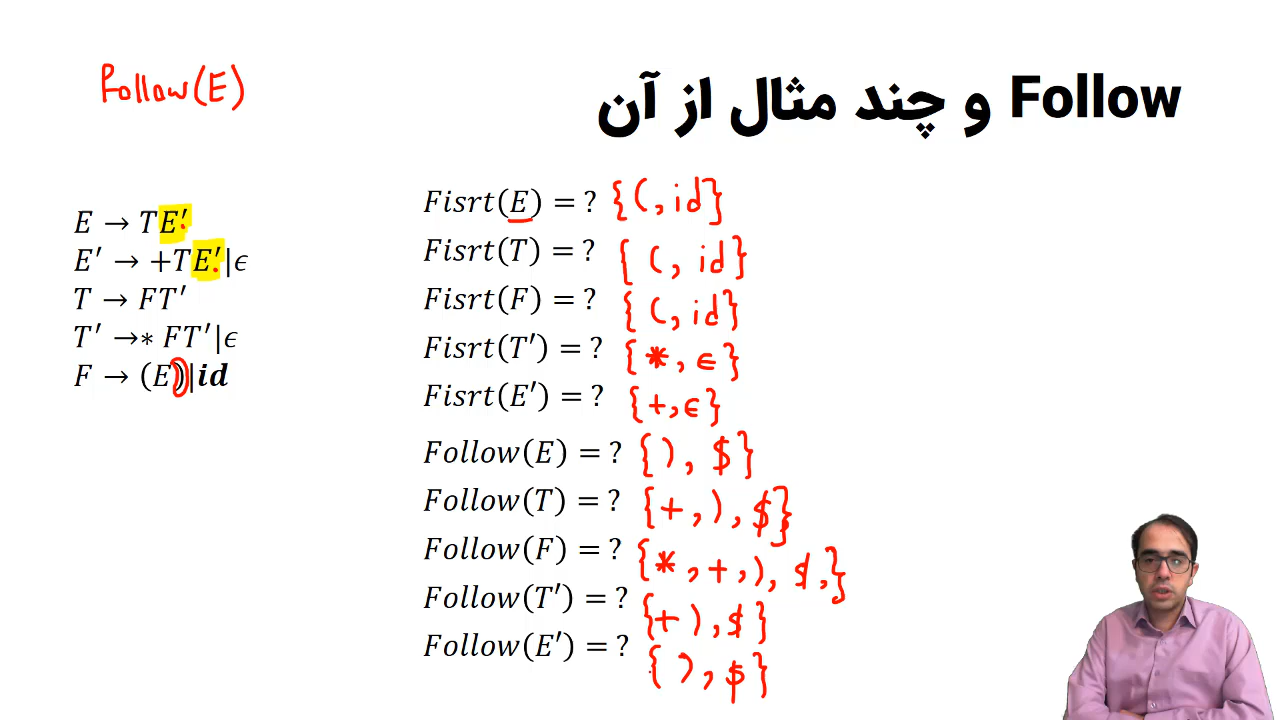 Follow(E)
Follow و چند مثال از آن
E → TE′
E′ → +TE′|ϵ
T → FT′
T′ →* FT′|ϵ
F → (E)|id
Fisrt(E) = ? {(, id}
Fisrt(T) = ? { (, id}
Fisrt(F) = ? { (, id}
Fisrt(T′) = ? {*, ϵ}
Fisrt(E′) = ? {+,ϵ}
Follow(E) = ? {), $}
Follow(T) = ? {+,),$}
Follow(F) = ? {*,+,),$,}
Follow(T′) = ? {+),$}
Follow(E′) = ? {),$}